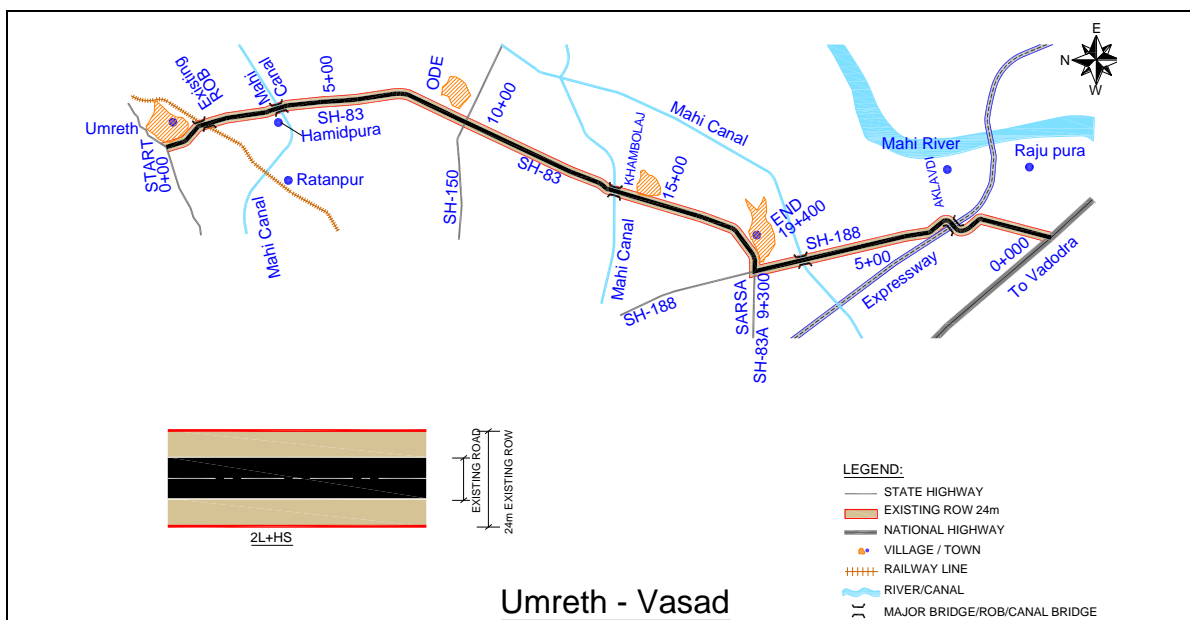 E
N
W
Umreth
START
0+00
Existing
ROB
Mahi
Canal
5+00
SH-83
Hamidpura
Ratanpur
Mahi Canal
ODE
10+00
SH-150
SH-83
KHAMBOLAJ
15+00
Mahi Canal
Mahi Canal
END
19+400
SH-188
SARSA
SH-83A 9+300
SH-188
5+00
Expressway
AKLAVDI
Mahi River
Raju pura
0+000
To Vadodra
EXISTING ROAD
24m EXISTING ROW
2L+HS
LEGEND:
STATE HIGHWAY
EXISTING ROW 24m
NATIONAL HIGHWAY
VILLAGE / TOWN
RAILWAY LINE
RIVER/CANAL
MAJOR BRIDGE/ROB/CANAL BRIDGE
Umreth - Vasad